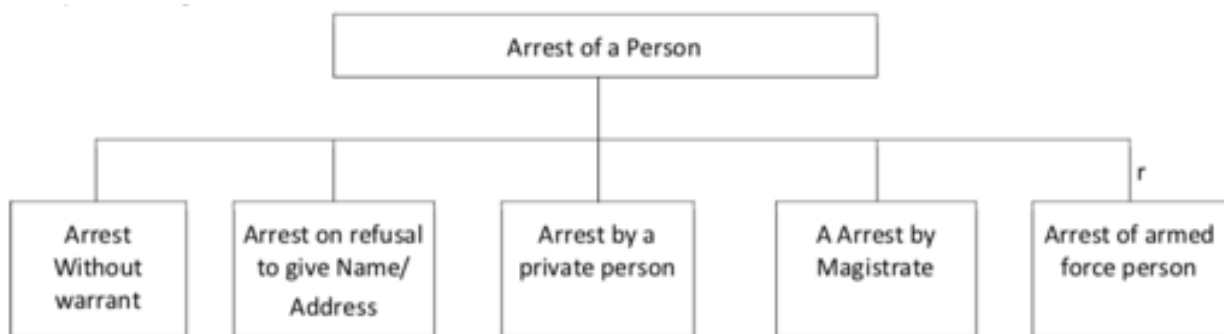 Arrest of a Person
r
Arrest
Without
warrant
Arrest on refusal
to give Name/
Address
Arrest by a
private person
A Arrest by
Magistrate
Arrest of armed
force person